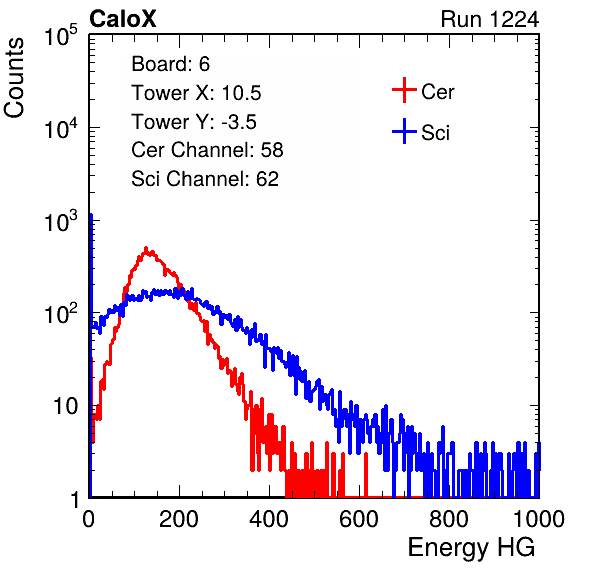 CaloX Run 1224
Counts
Board: 6
Tower X: 10.5
Tower Y: -3.5
Cer Channel: 58
Sci Channel: 62
Cer
Sci
10^5
10^4
10^3
10^2
10
1
0 200 400 600 800 1000
Energy HG